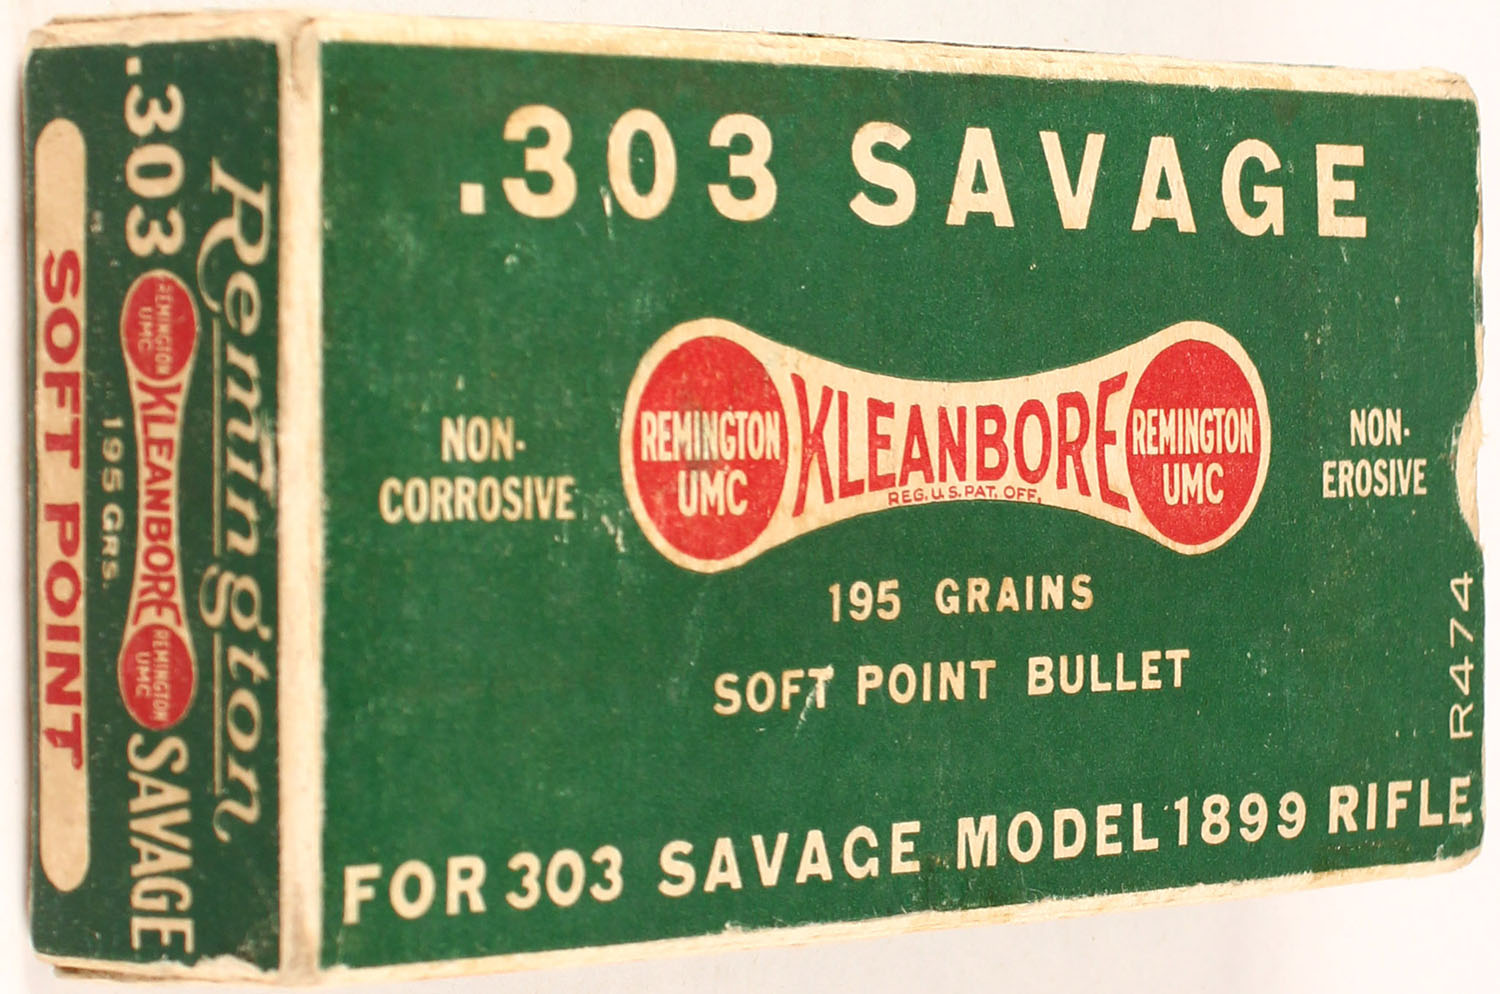 .303 SAVAGE
NON-
CORROSIVE
REMINGTON
UMC
KLEANBORE
REG. U.S. PAT. OFF.
REMINGTON
UMC
NON-
EROSIVE
195 GRAINS
SOFT POINT BULLET
FOR 303 SAVAGE MODEL 1899 RIFLE
R474
Remington
.303
REMINGTON
UMC
KLEANBORE
REMINGTON
UMC
SAVAGE
195 GRS.
SOFT POINT